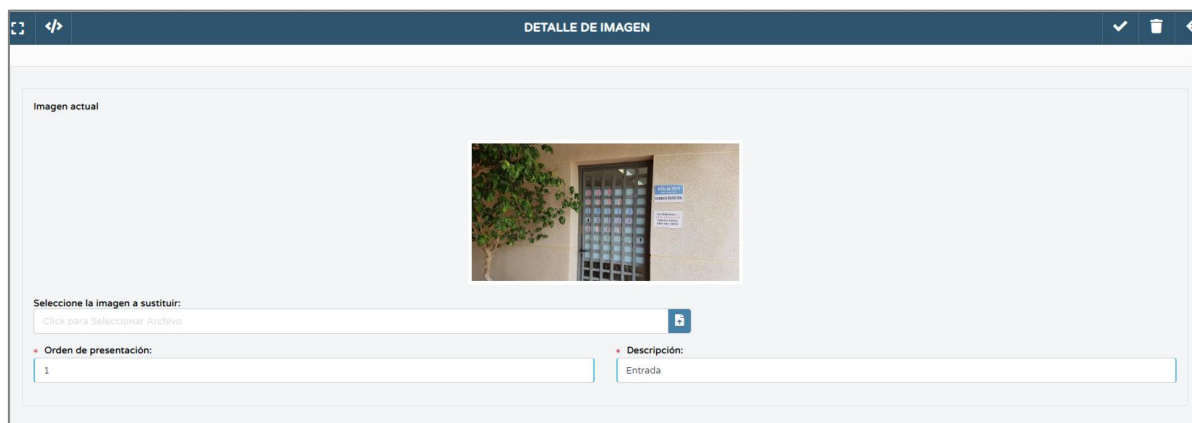 DETALLE DE IMAGEN
Imagen actual
Seleccione la imagen a sustituir:
Click para Seleccionar Archivo
* Orden de presentación:
* Descripción:
1
Entrada